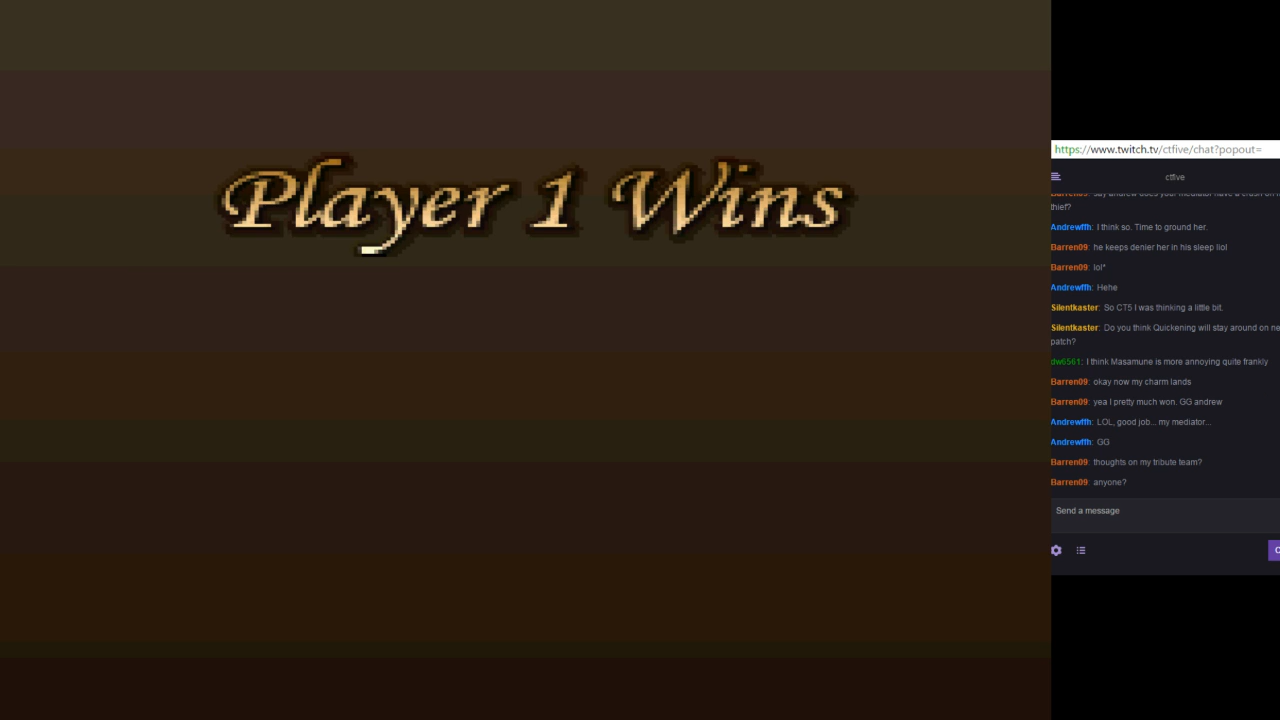 Player 1 Wins
https://www.twitch.tv/ctfive/chat?popout=
ctfive
thief?
Andrewffh: I think so. Time to ground her.
Barren09: he keeps denier her in his sleep liol
Barren09: lol*
Andrewffh: Hehe
Silentkaster: So CT5 I was thinking a little bit.
Silentkaster: Do you think Quickening will stay around on ne
patch?
dw6561: I think Masamune is more annoying quite frankly
Barren09: okay now my charm lands
Barren09: yea I pretty much won. GG andrew
Andrewffh: LOL, good job... my mediator...
Andrewffh: GG
Barren09: thoughts on my tribute team?
Barren09: anyone?
Send a message